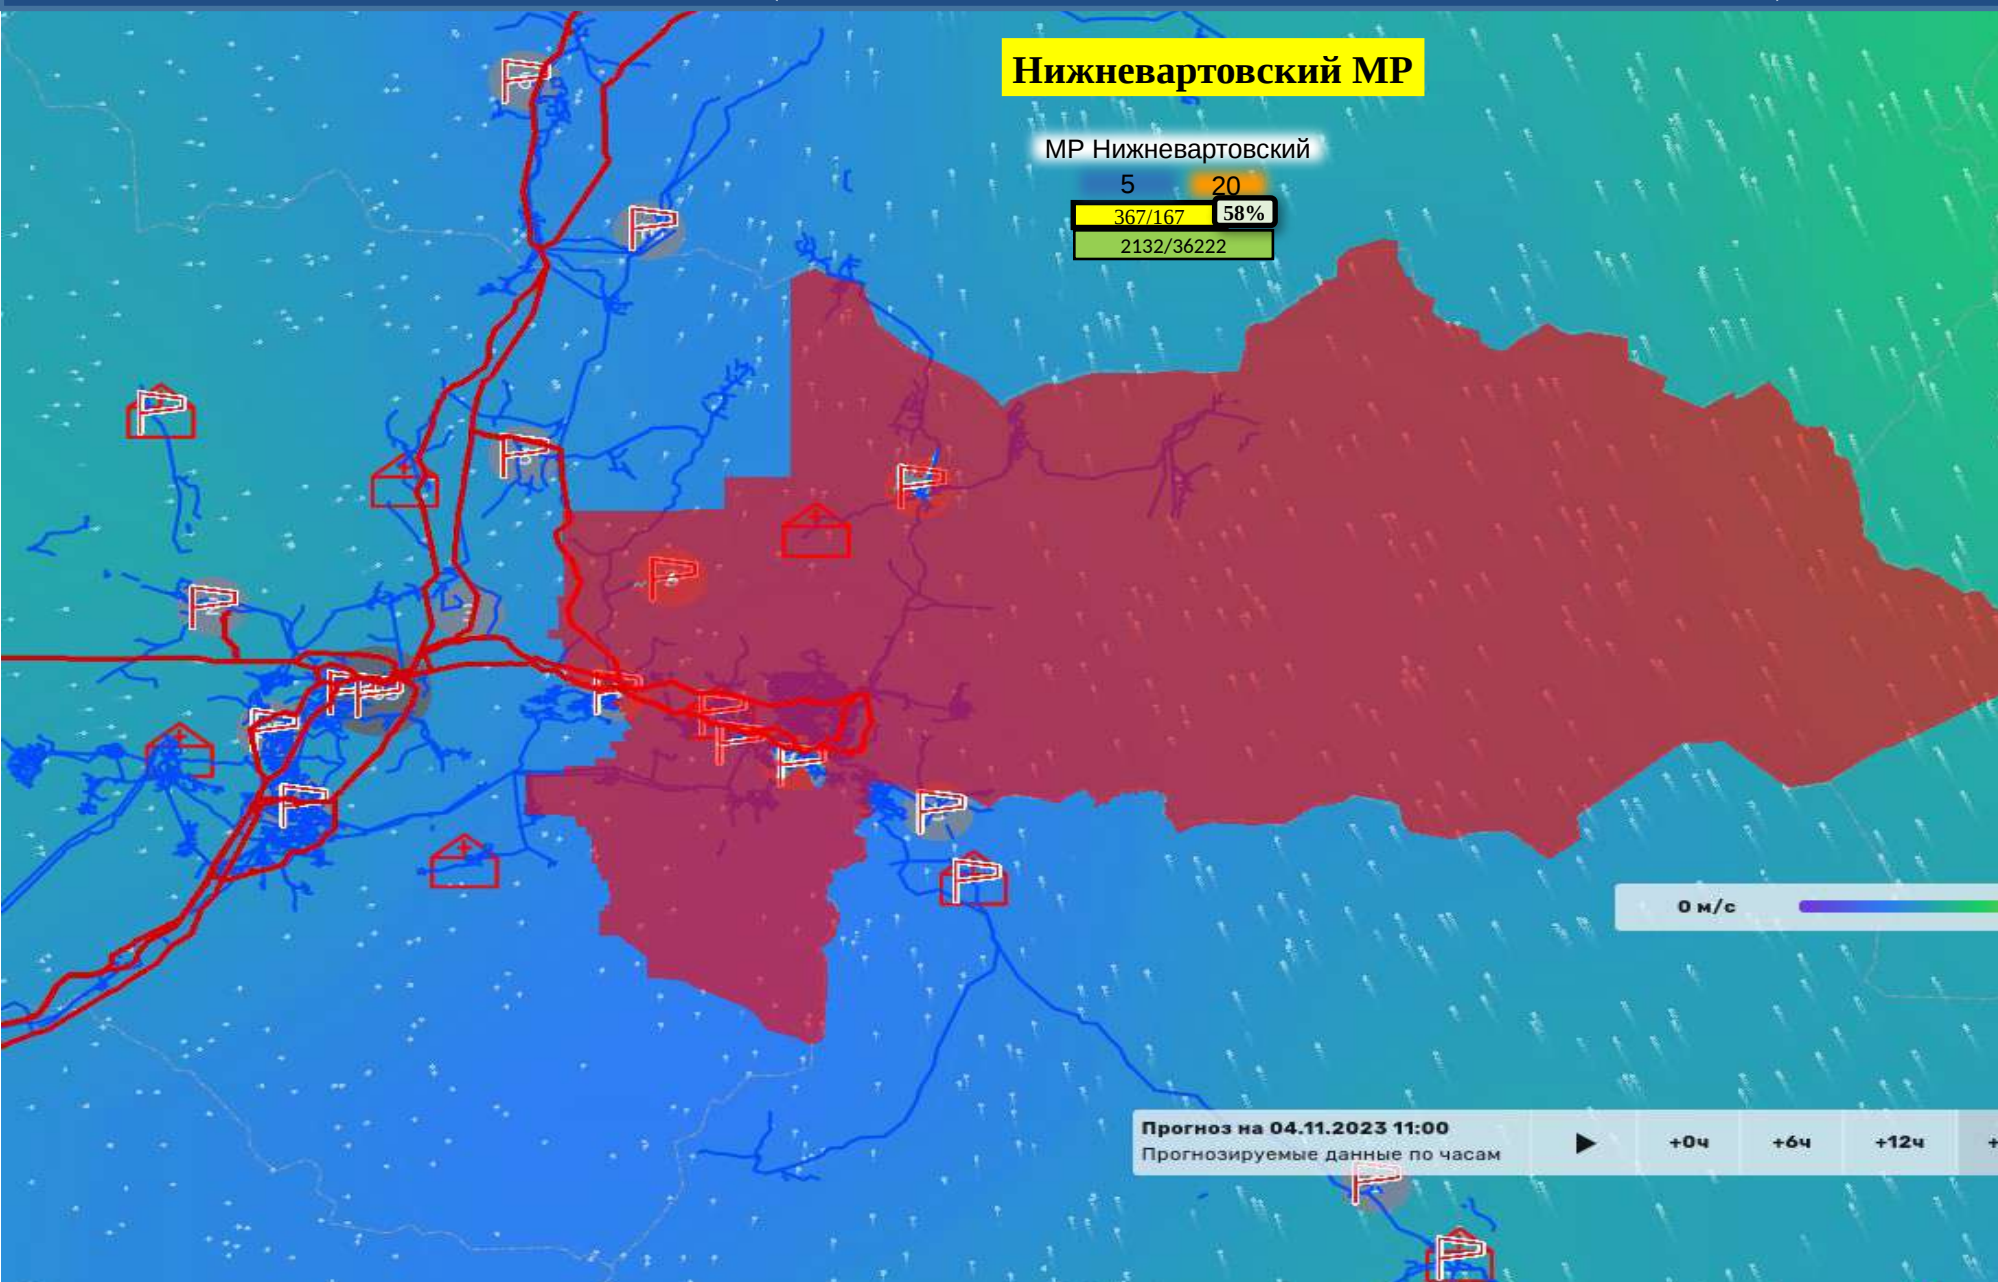 Нижневартовский МР
МР Нижневартовский
5 20
367/167 58%
2132/36222
0 м/с
Прогноз на 04.11.2023 11:00
Прогнозируемые данные по часам
+0ч +6ч +12ч +